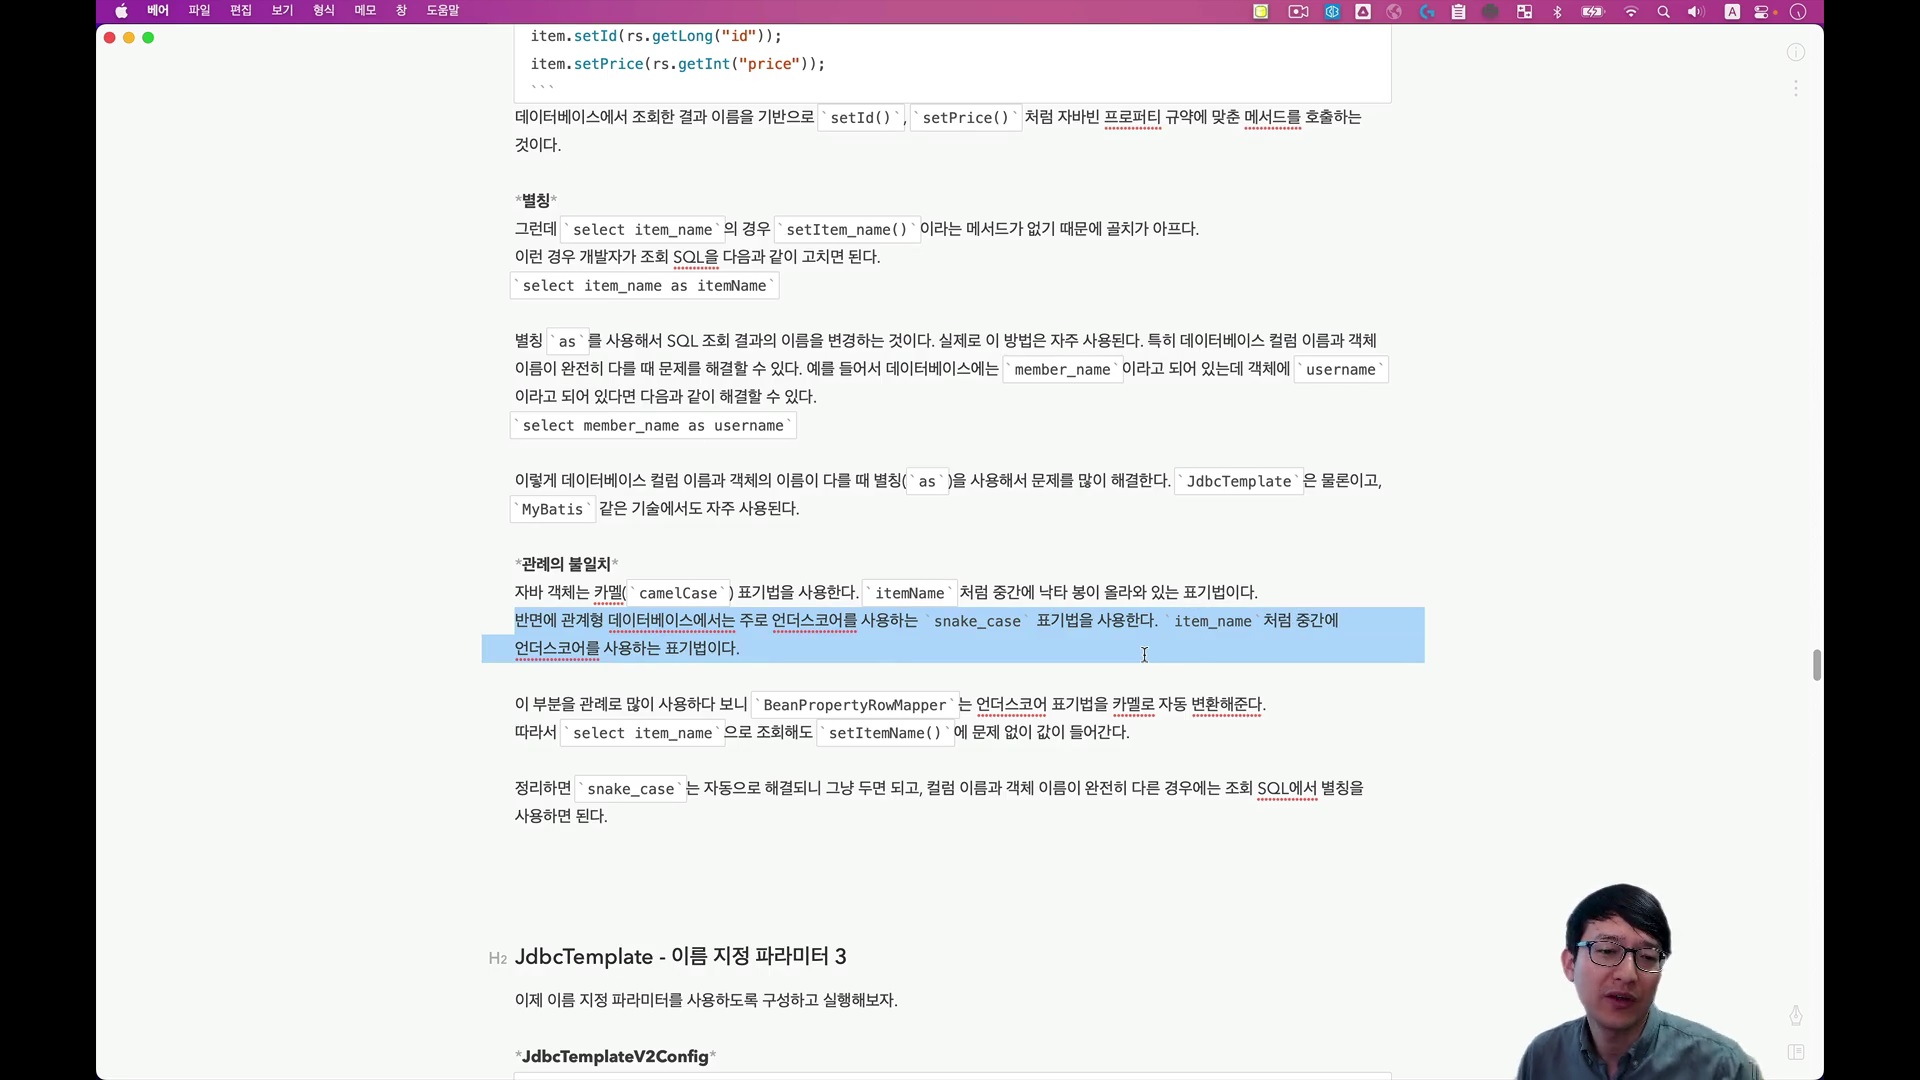 베어 파일 편집 보기 형식 메모 창 도움말
item.setId(rs.getLong("id"));
item.setPrice(rs.getInt("price"));
```
데이터베이스에서 조회한 결과 이름을 기반으로 `setId()`, `setPrice()` 처럼 자바빈 프로퍼티 규약에 맞춘 메서드를 호출하는
것이다.
*별칭*
그런데 `select item_name`의 경우 `setItem_name()`이라는 메서드가 없기 때문에 골치가 아프다.
이런 경우 개발자가 조회 SQL을 다음과 같이 고치면 된다.
`select item_name as itemName`
별칭 `as`를 사용해서 SQL 조회 결과의 이름을 변경하는 것이다. 실제로 이 방법은 자주 사용된다. 특히 데이터베이스 컬럼 이름과 객체
이름이 완전히 다를 때 문제를 해결할 수 있다. 예를 들어서 데이터베이스에는 `member_name`이라고 되어 있는데 객체에 `username`
이라고 되어 있다면 다음과 같이 해결할 수 있다.
`select member_name as username`
이렇게 데이터베이스 컬럼 이름과 객체의 이름이 다를 때 별칭(`as`)을 사용해서 문제를 많이 해결한다. `JdbcTemplate`은 물론이고,
`MyBatis` 같은 기술에서도 자주 사용된다.
*관례의 불일치*
자바 객체는 카멜(`camelCase`) 표기법을 사용한다. `itemName` 처럼 중간에 낙타 봉이 올라와 있는 표기법이다.
반면에 관계형 데이터베이스에서는 주로 언더스코어를 사용하는 `snake_case` 표기법을 사용한다. `item_name`처럼 중간에
언더스코어를 사용하는 표기법이다.
이 부분을 관례로 많이 사용하다 보니 `BeanPropertyRowMapper`는 언더스코어 표기법을 카멜로 자동 변환해준다.
따라서 `select item_name`으로 조회해도 `setItemName()`에 문제 없이 값이 들어간다.
정리하면 `snake_case`는 자동으로 해결되니 그냥 두면 되고, 컬럼 이름과 객체 이름이 완전히 다른 경우에는 조회 SQL에서 별칭을
사용하면 된다.
H2 JdbcTemplate - 이름 지정 파라미터 3
이제 이름 지정 파라미터를 사용하도록 구성하고 실행해보자.
*JdbcTemplateV2Config*